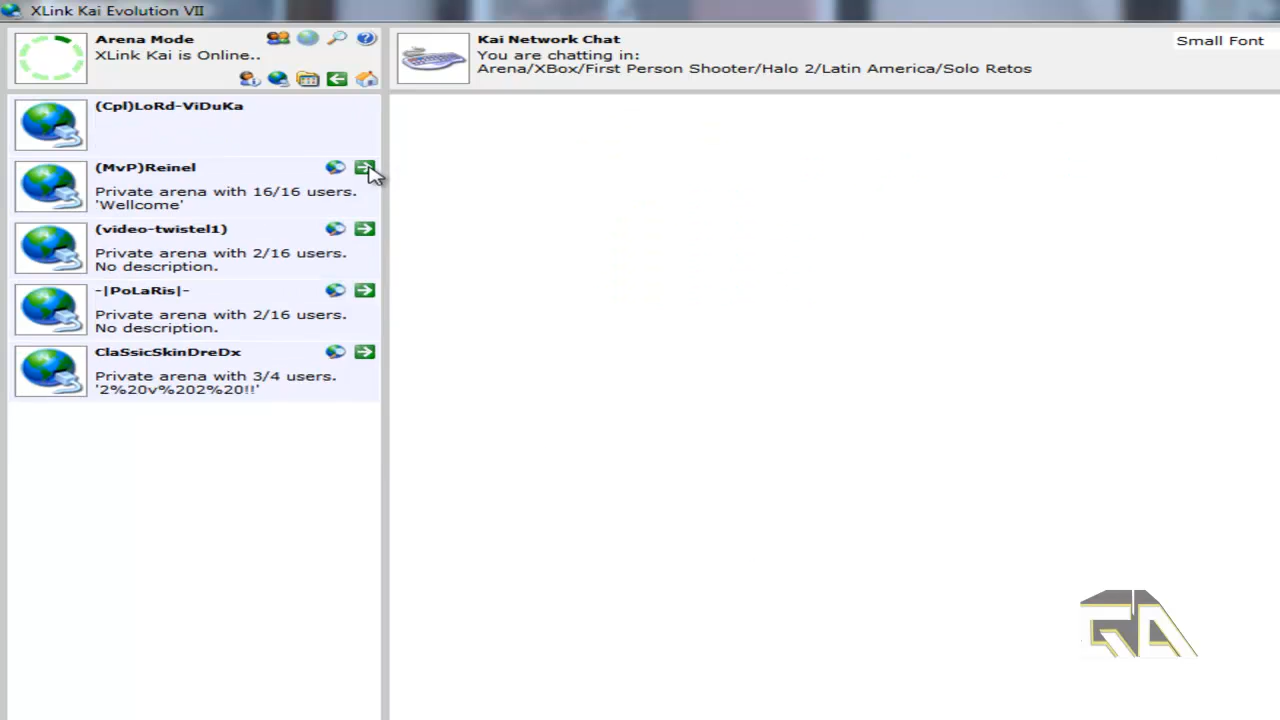 XLink Kai Evolution VII
Arena Mode
XLink Kai is Online..
Kai Network Chat
You are chatting in:
Arena/XBox/First Person Shooter/Halo 2/Latin America/Solo Retos
Small Font
(Cpl)LoRd-ViDuKa
(MvP)Reinel
Private arena with 16/16 users.
'Wellcome'
(video-twistel1)
Private arena with 2/16 users.
No description.
-|PoLaRis|-
Private arena with 2/16 users.
No description.
ClaSsicSkinDreDx
Private arena with 3/4 users.
'2%20v%202%20!!'